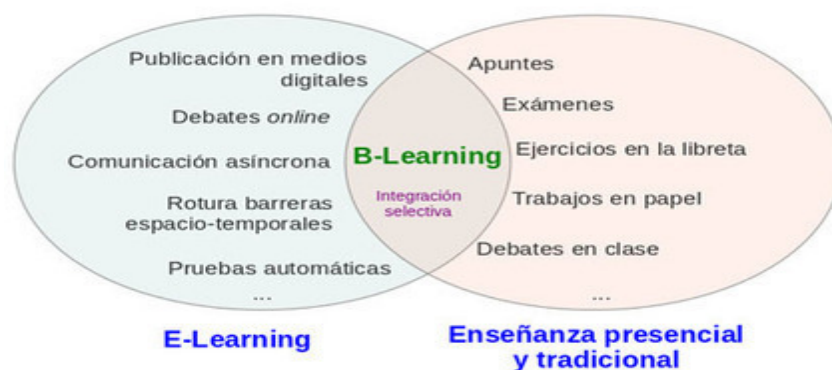 Publicación en medios
digitales
Debates online
Comunicación asíncrona
Rotura barreras
espacio-temporales
Pruebas automáticas
...
B-Learning
Integración
selectiva
Apuntes
Exámenes
Ejercicios en la libreta
Trabajos en papel
Debates en clase
...
E-Learning
Enseñanza presencial
y tradicional